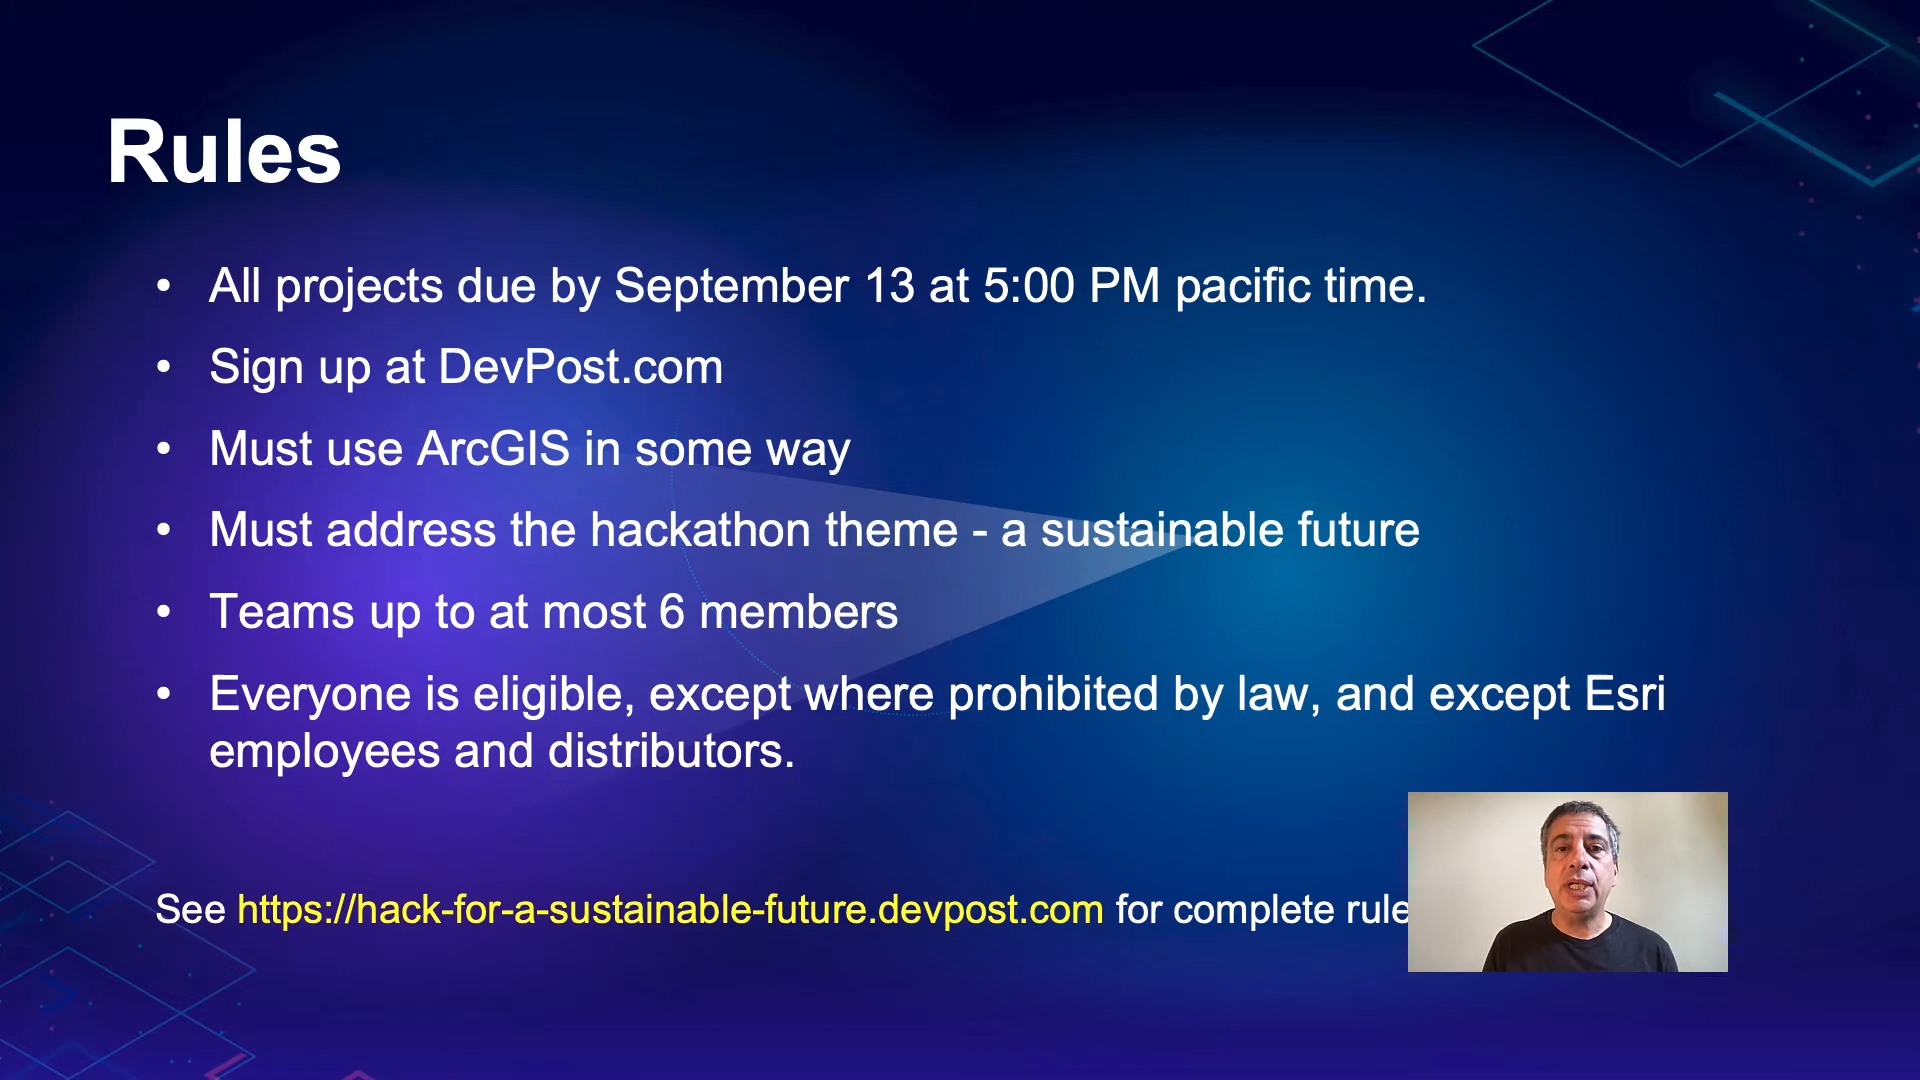 Rules
• All projects due by September 13 at 5:00 PM pacific time.
• Sign up at DevPost.com
• Must use ArcGIS in some way
• Must address the hackathon theme - a sustainable future
• Teams up to at most 6 members
• Everyone is eligible, except where prohibited by law, and except Esri
employees and distributors.
See https://hack-for-a-sustainable-future.devpost.com for complete